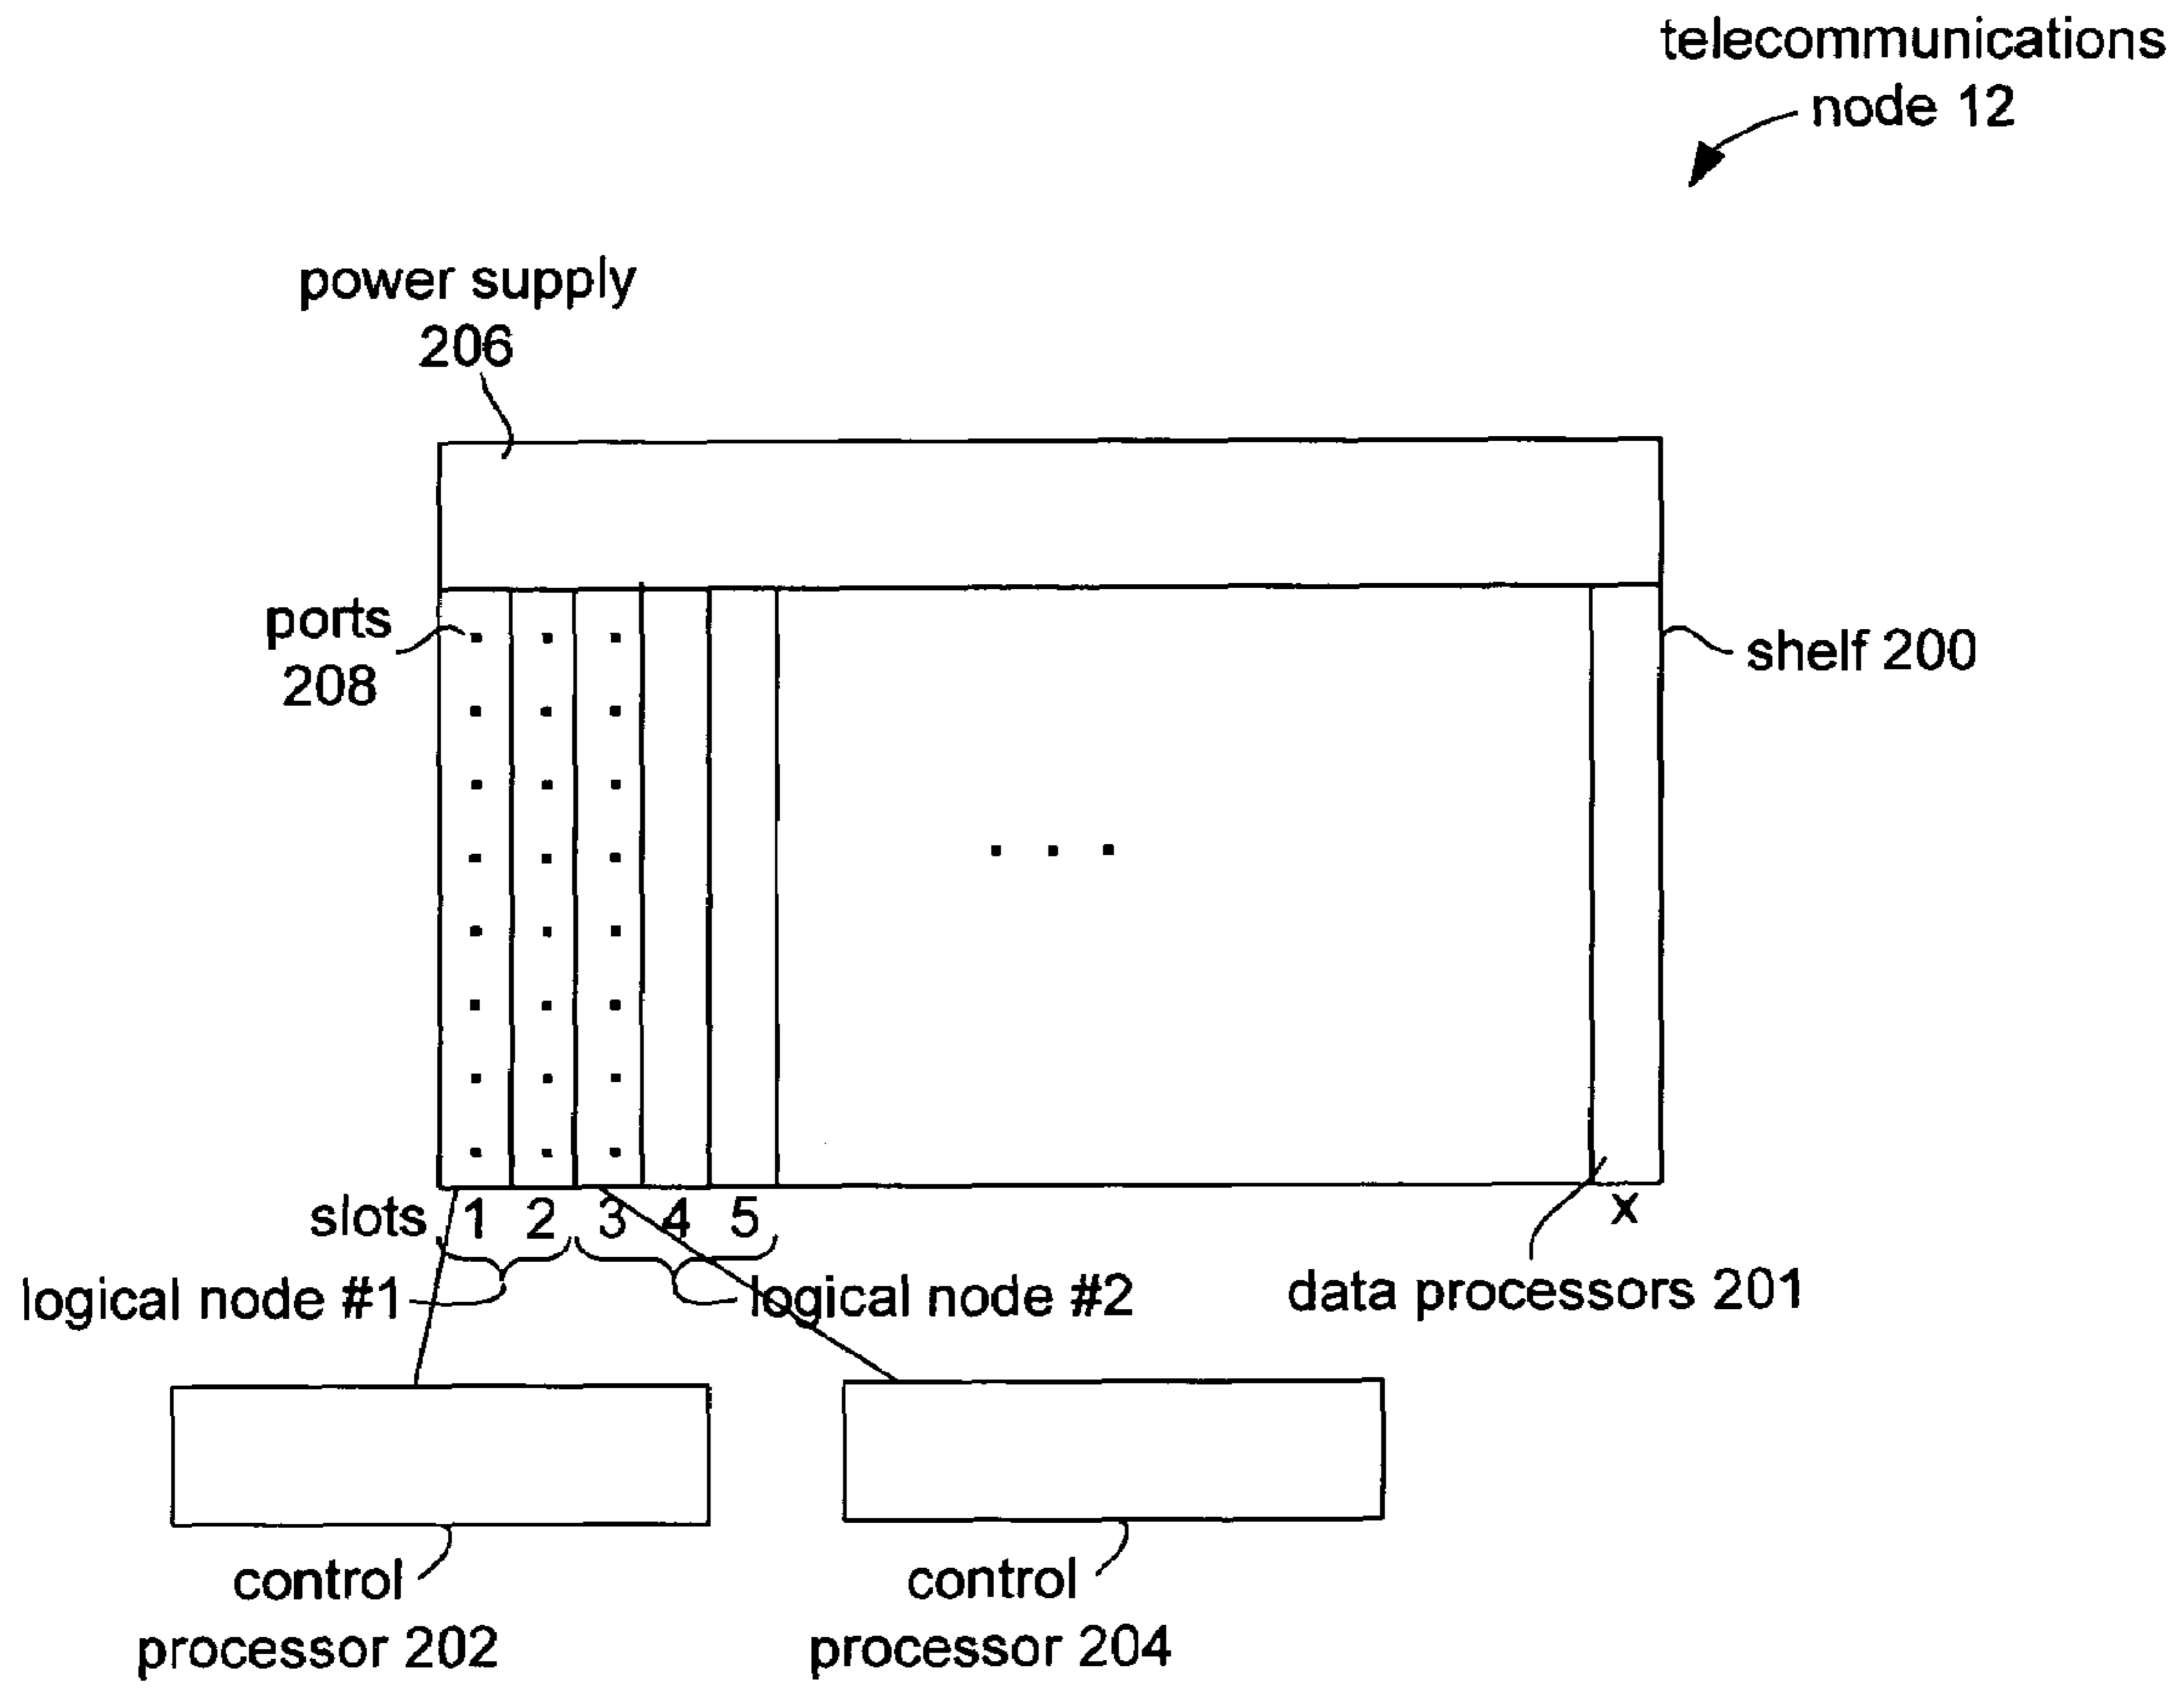 telecommunications
node 12
power supply
206
ports
208
shelf 200
slots 1 2 3 4 5 x
logical node #1
logical node #2
data processors 201
control
processor 202
control
processor 204